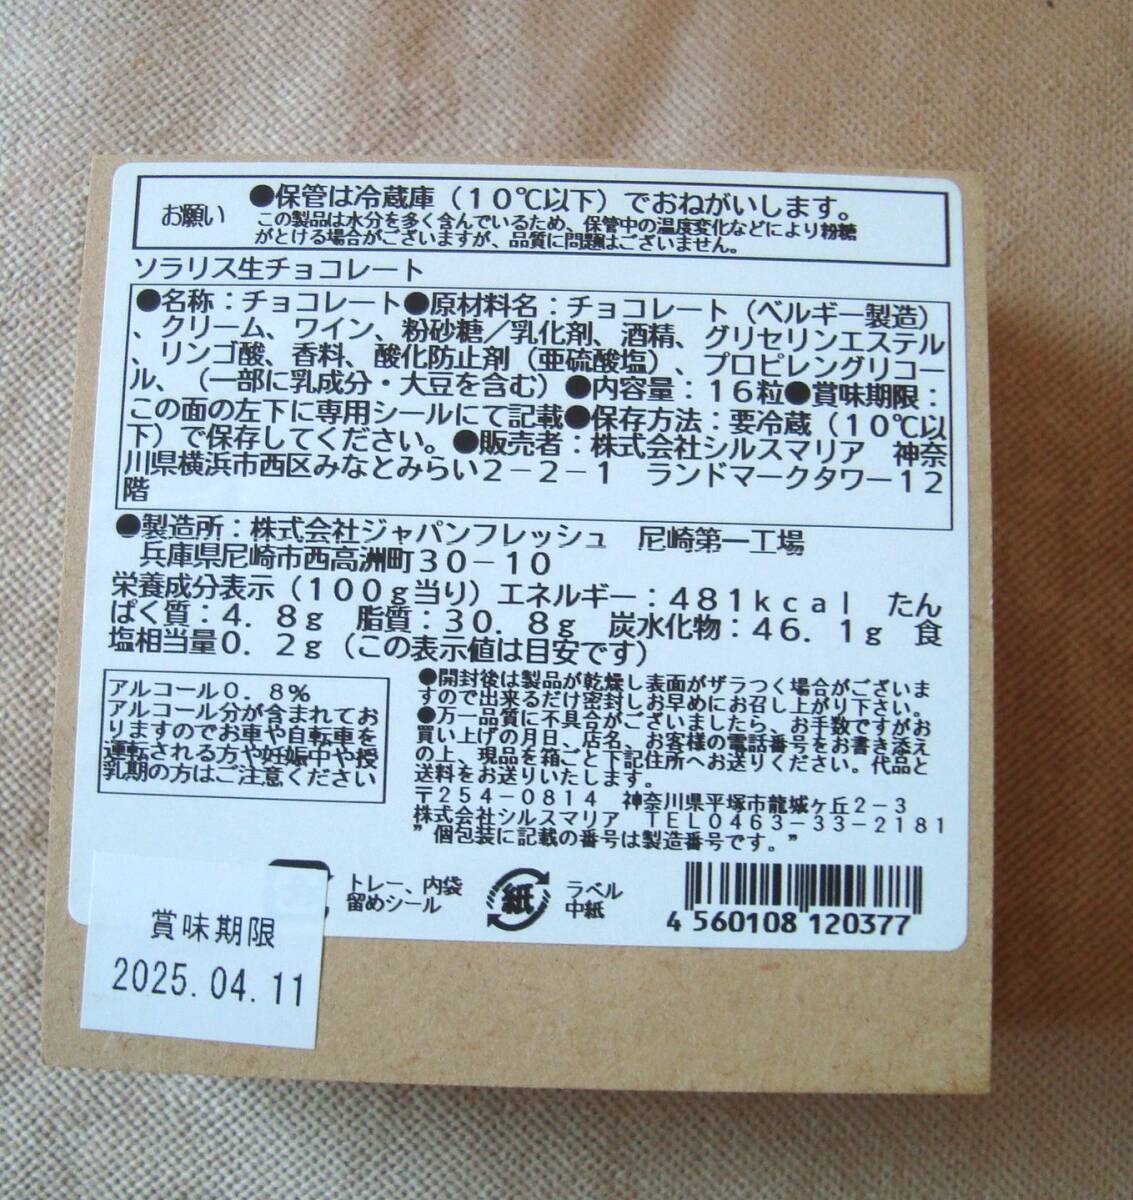 お願い
●保管は冷蔵庫（１０℃以下）でおねがいします。
この製品は水分を多く含んでいるため、保管中の温度変化などにより粉糖
がとける場合がございますが、品質に問題はございません。
ソラリス生チョコレート
●名称：チョコレート●原材料名：チョコレート（ベルギー製造）
、クリーム、ワイン、粉砂糖／乳化剤、酒精、グリセリンエステル
、リンゴ酸、香料、酸化防止剤（亜硫酸塩）、プロピレングリコー
ル、（一部に乳成分・大豆を含む）●内容量：１６粒●賞味期限：
この面の左下に専用シールにて記載●保存方法：要冷蔵（１０℃以
下）で保存してください。●販売者：株式会社シルスマリア　神奈
川県横浜市西区みなとみらい２－２－１　ランドマークタワー１２
階
●製造所：株式会社ジャパンフレッシュ　尼崎第一工場
兵庫県尼崎市西高洲町３０－１０
栄養成分表示（１００ｇ当り）エネルギー：４８１ｋｃａｌ　たん
ぱく質：４．８ｇ　脂質：３０．８ｇ　炭水化物：４６．１ｇ　食
塩相当量０．２ｇ（この表示値は目安です）
アルコール０．８％
アルコール分が含まれてお
りますのでお車や自転車を
運転される方や妊娠中や授
乳期の方はご注意ください
●開封後は製品が乾燥し表面がザラつく場合がございま
すので出来るだけ密封しお早めにお召し上がり下さい。
●万一品質に不具合がございましたら、お手数ですがお
買い上げの月日、店名、お客様の電話番号をお書き添え
の上、現品を箱ごと下記住所へお送りください。代品と
送料をお送りいたします。
〒２５４－０８１４　神奈川県平塚市龍城ヶ丘２－３
株式会社シルスマリア　ＴＥＬ０４６３－３３－２１８１
”個包装に記載の番号は製造番号です。”
トレー、内袋
留めシール
紙
ラベル
中紙
4 560108 120377
賞味期限
2025.04.11